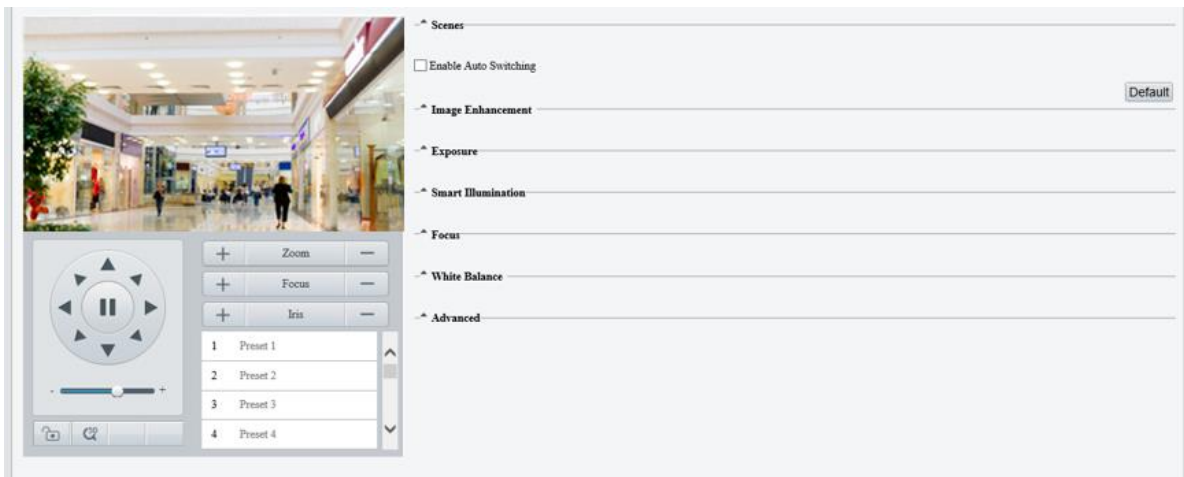 Scenes
Enable Auto Switching
Default
Image Enhancement
Exposure
Smart Illumination
Focus
White Balance
Advanced
+ Zoom −
+ Focus −
+ Iris −
1 Preset 1
2 Preset 2
3 Preset 3
4 Preset 4
- +